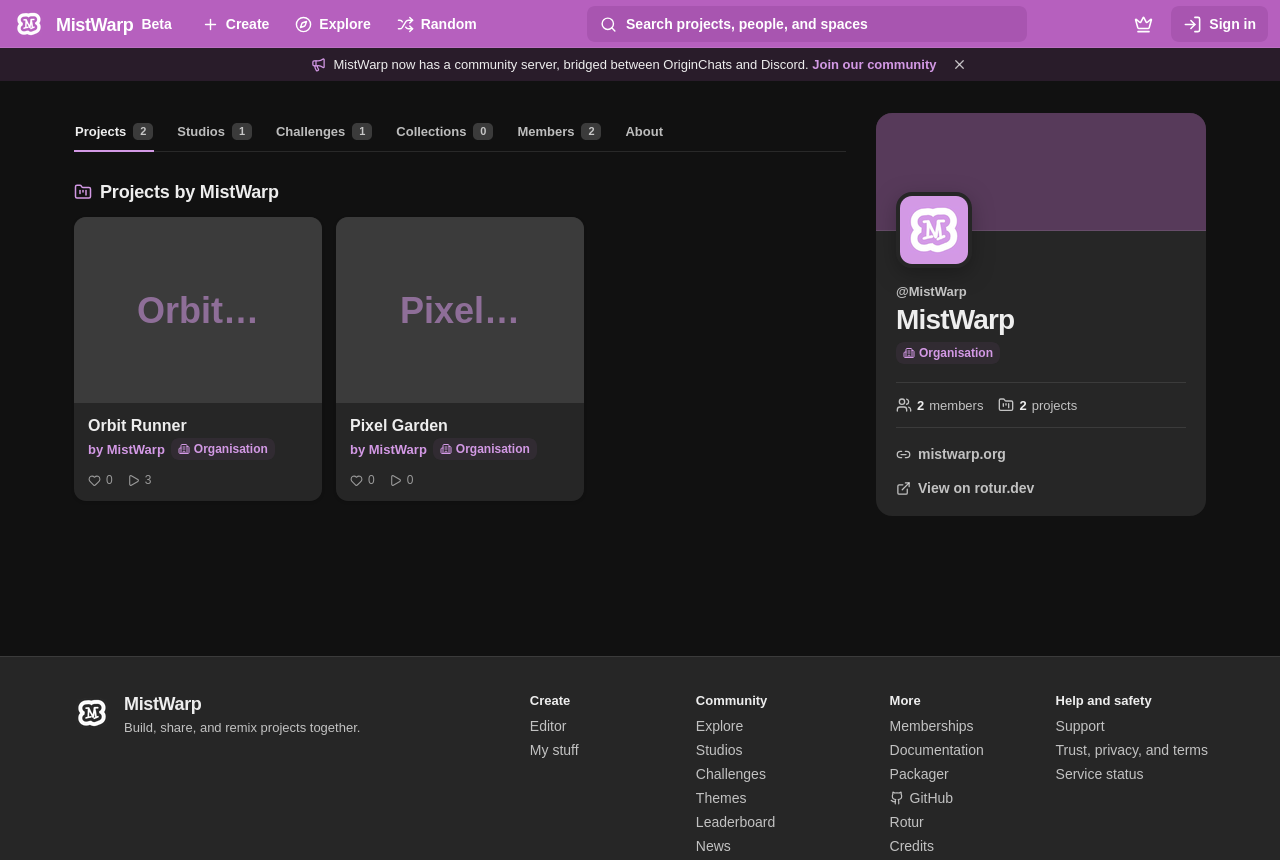 MistWarp Beta Create Explore Random Search projects, people, and spaces Sign in
MistWarp now has a community server, bridged between OriginChats and Discord. Join our community
Projects 2 Studios 1 Challenges 1 Collections 0 Members 2 About
Projects by MistWarp
Orbit…
Pixel…
Orbit Runner
by MistWarp Organisation
0 3
Pixel Garden
by MistWarp Organisation
0 0
M
@MistWarp
MistWarp
Organisation
2 members 2 projects
mistwarp.org
View on rotur.dev
MistWarp
Build, share, and remix projects together.
Create
Editor
My stuff
Community
Explore
Studios
Challenges
Themes
Leaderboard
News
More
Memberships
Documentation
Packager
GitHub
Rotur
Credits
Help and safety
Support
Trust, privacy, and terms
Service status